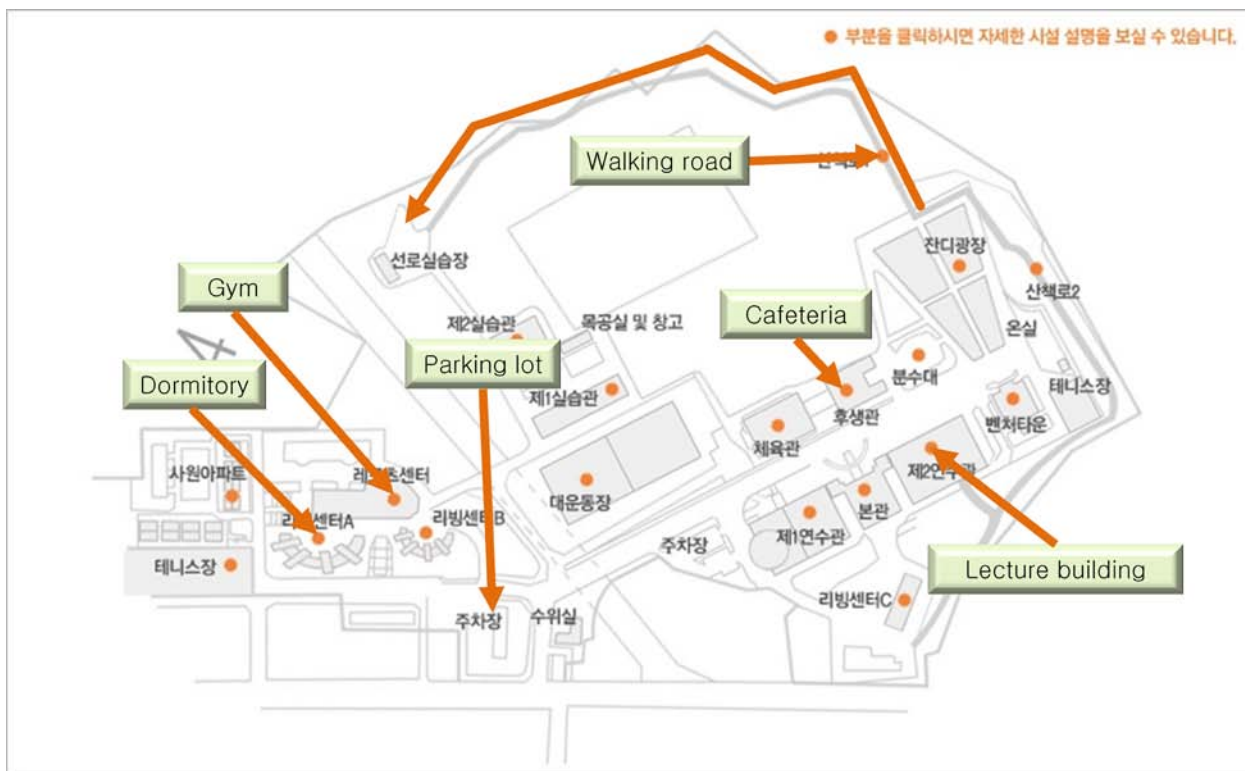 부분을 클릭하시면 자세한 시설 설명을 보실 수 있습니다.
Walking road
잔디광장
선로실습장
산책로2
Gym
Cafeteria
제2실습관
목공실 및 창고
온실
Parking lot
분수대
Dormitory
제1실습관
테니스장
후생관
벤처타운
체육관
사원아파트
제2연수관
대운동장
본관
리빙센터B
제1연수관
주차장
테니스장
Lecture building
리빙센터C
주차장
수위실